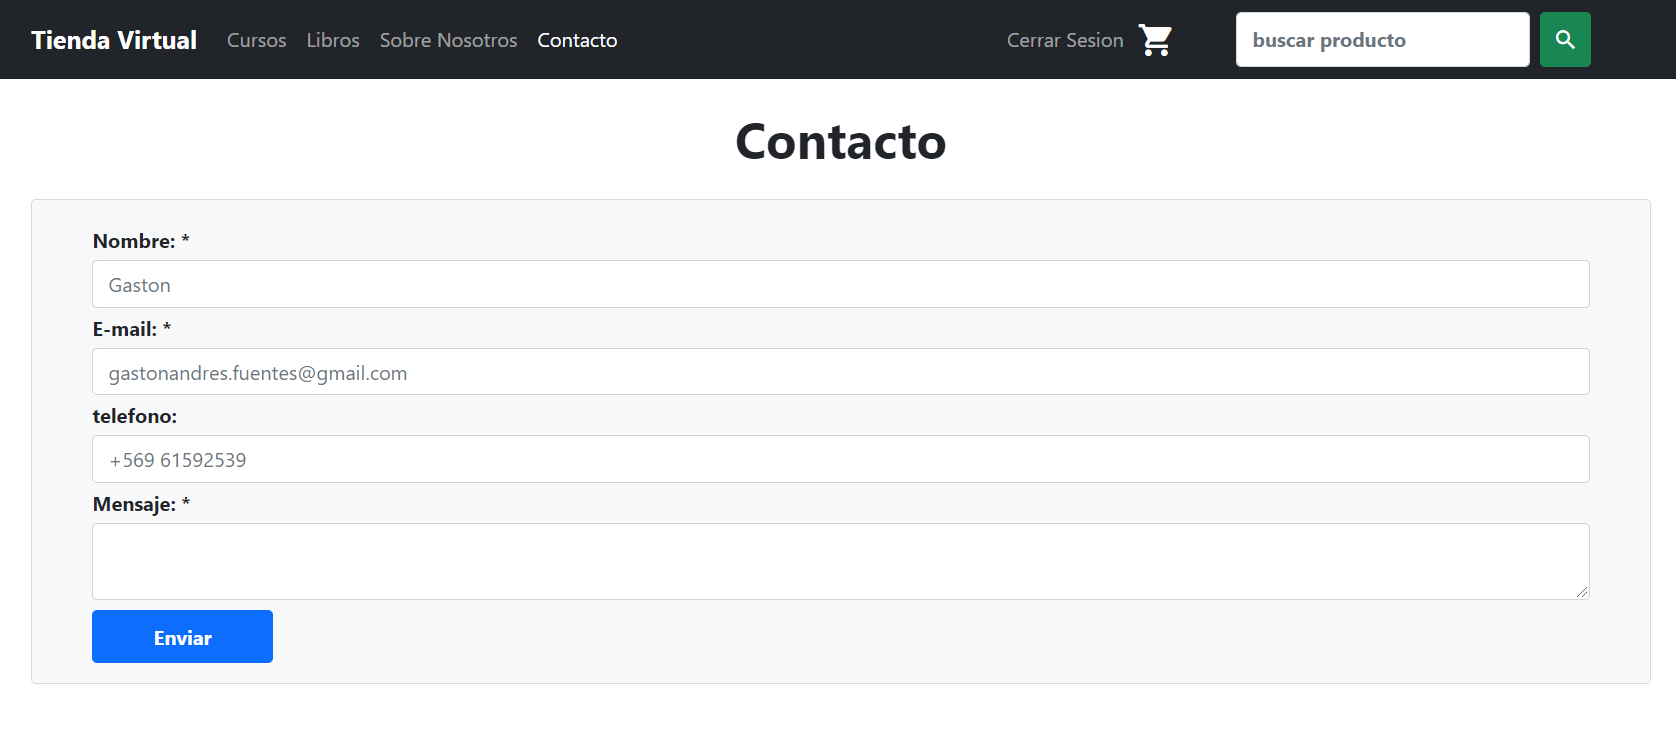 Tienda Virtual Cursos Libros Sobre Nosotros Contacto Cerrar Sesion buscar producto
Contacto
Nombre: *
Gaston
E-mail: *
gastonandres.fuentes@gmail.com
telefono:
+569 61592539
Mensaje: *
Enviar